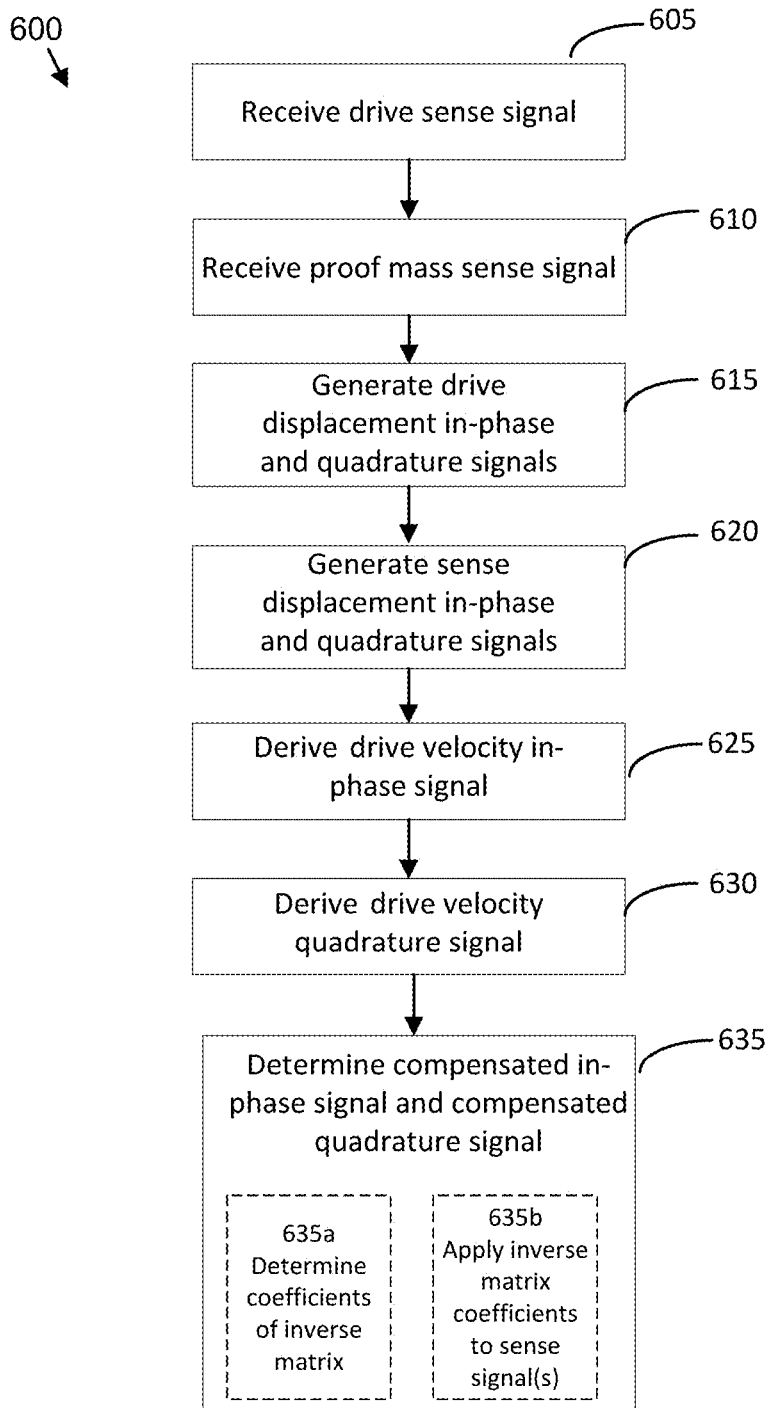 600
605
Receive drive sense signal
610
Receive proof mass sense signal
615
Generate drive
displacement in-phase
and quadrature signals
620
Generate sense
displacement in-phase
and quadrature signals
625
Derive drive velocity in-
phase signal
630
Derive drive velocity
quadrature signal
635
Determine compensated in-
phase signal and compensated
quadrature signal
635a
Determine
coefficients
of inverse
matrix
635b
Apply inverse
matrix
coefficients
to sense
signal(s)